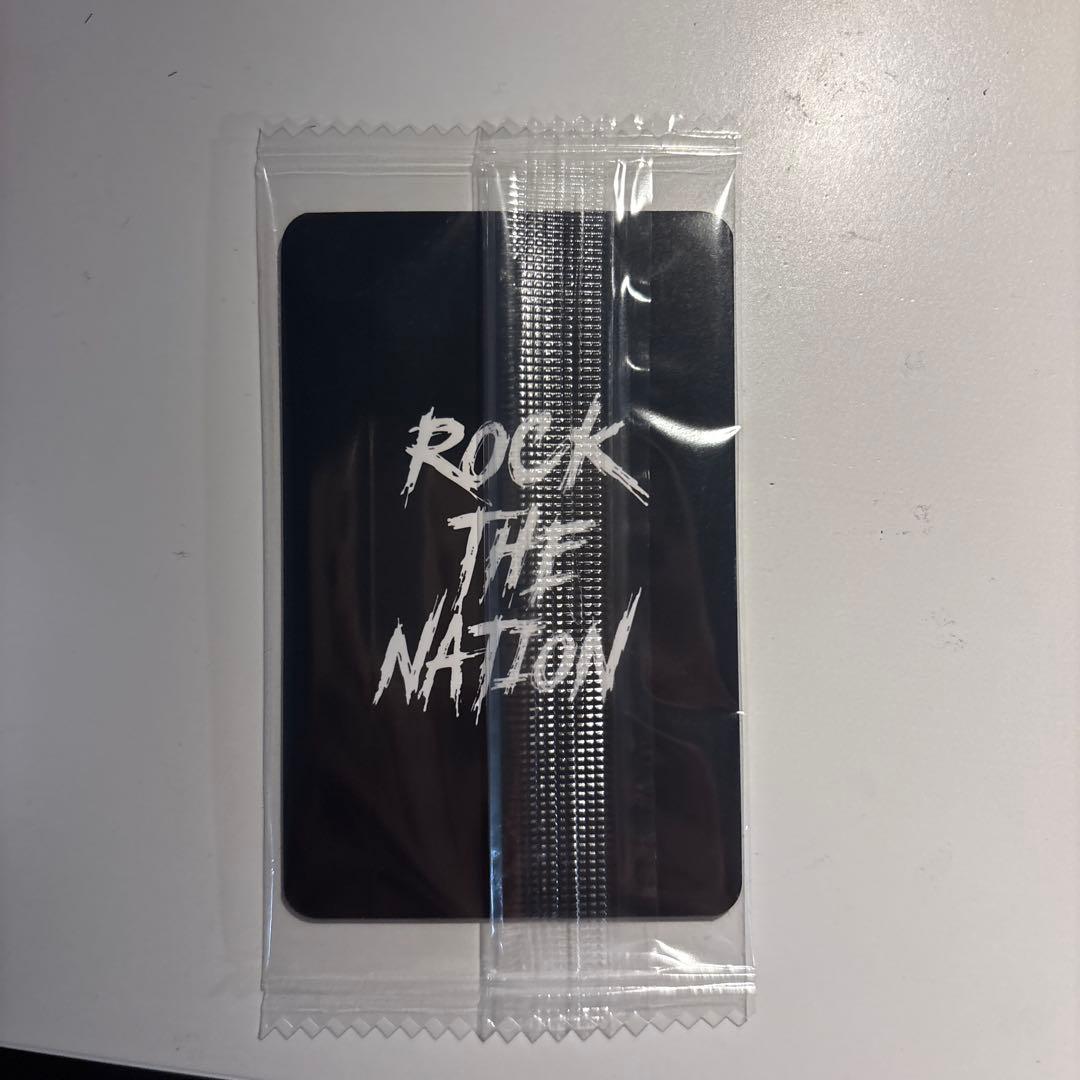 ROCK
THE
NATION